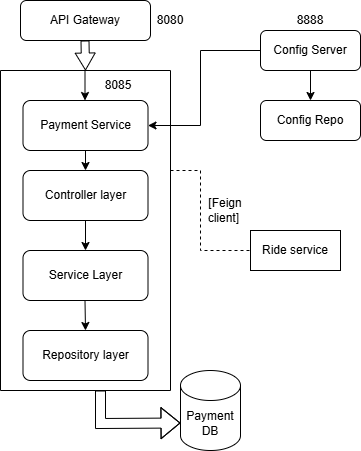 API Gateway
8080
8888
Config Server
8085
Payment Service
Config Repo
Controller layer
[Feign
client]
Ride service
Service Layer
Repository layer
Payment
DB